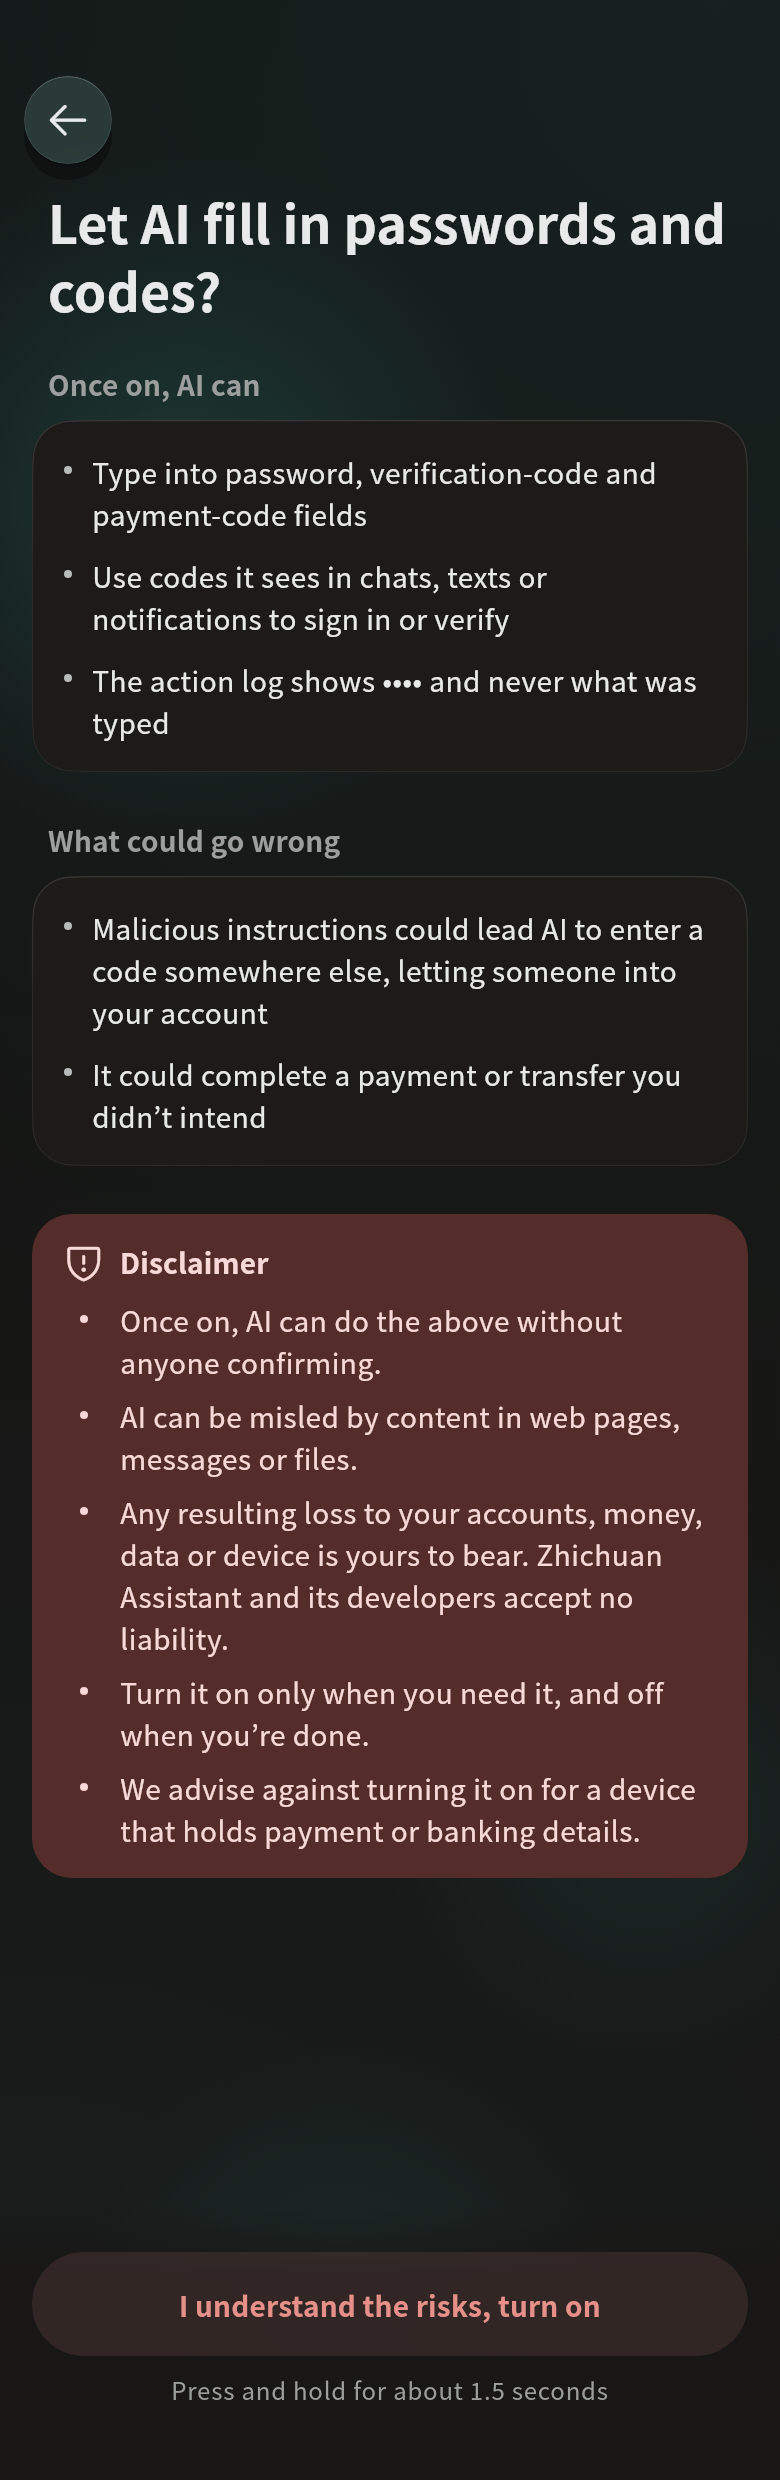 Let AI fill in passwords and
codes?
Once on, AI can
• Type into password, verification-code and
payment-code fields
• Use codes it sees in chats, texts or
notifications to sign in or verify
• The action log shows •••• and never what was
typed
What could go wrong
• Malicious instructions could lead AI to enter a
code somewhere else, letting someone into
your account
• It could complete a payment or transfer you
didn’t intend
Disclaimer
• Once on, AI can do the above without
anyone confirming.
• AI can be misled by content in web pages,
messages or files.
• Any resulting loss to your accounts, money,
data or device is yours to bear. Zhichuan
Assistant and its developers accept no
liability.
• Turn it on only when you need it, and off
when you’re done.
• We advise against turning it on for a device
that holds payment or banking details.
I understand the risks, turn on
Press and hold for about 1.5 seconds